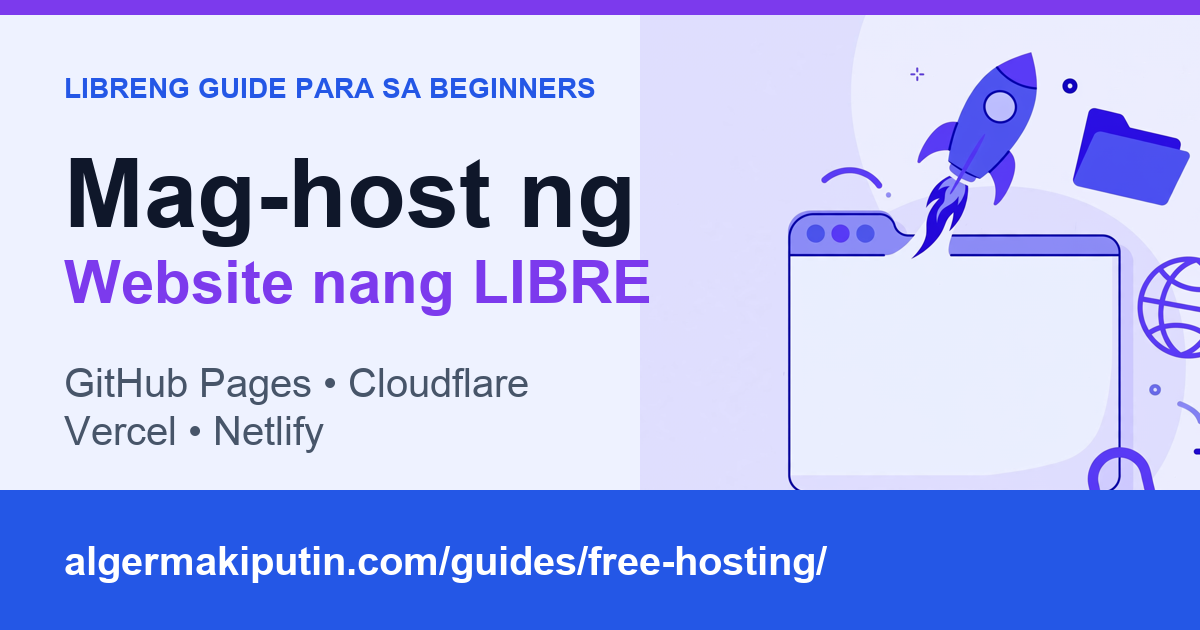 LIBRENG GUIDE PARA SA BEGINNERS
Mag-host ng
Website nang LIBRE
GitHub Pages • Cloudflare
Vercel • Netlify
algermakiputin.com/guides/free-hosting/